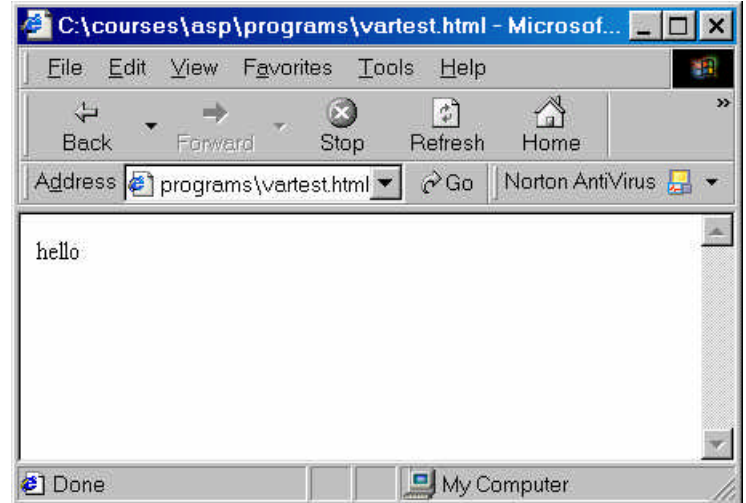 C:\courses\asp\programs\vartest.html - Microsof...
File Edit View Favorites Tools Help
Back Forward Stop Refresh Home »
Address programs\vartest.html Go Norton AntiVirus
hello
Done My Computer